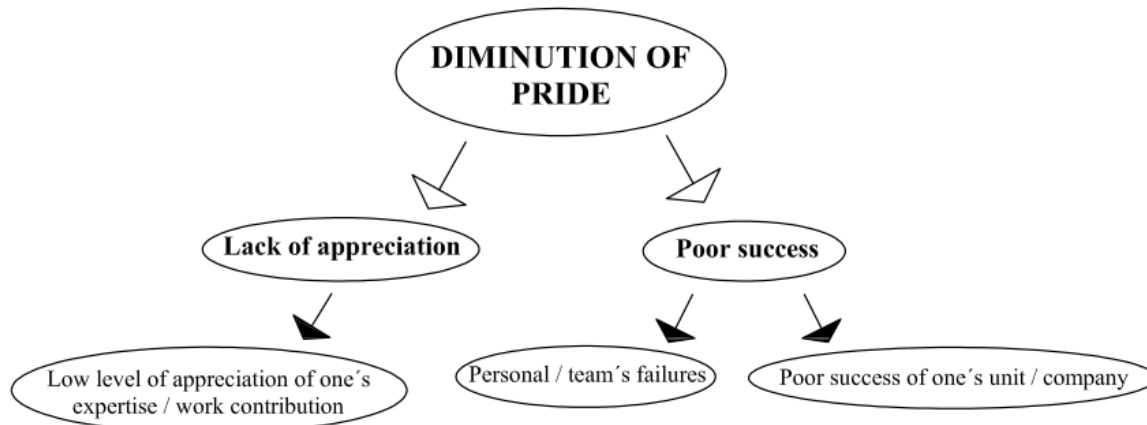 DIMINUTION OF
PRIDE
Lack of appreciation
Poor success
Low level of appreciation of one´s
expertise / work contribution
Personal / team´s failures
Poor success of one´s unit / company